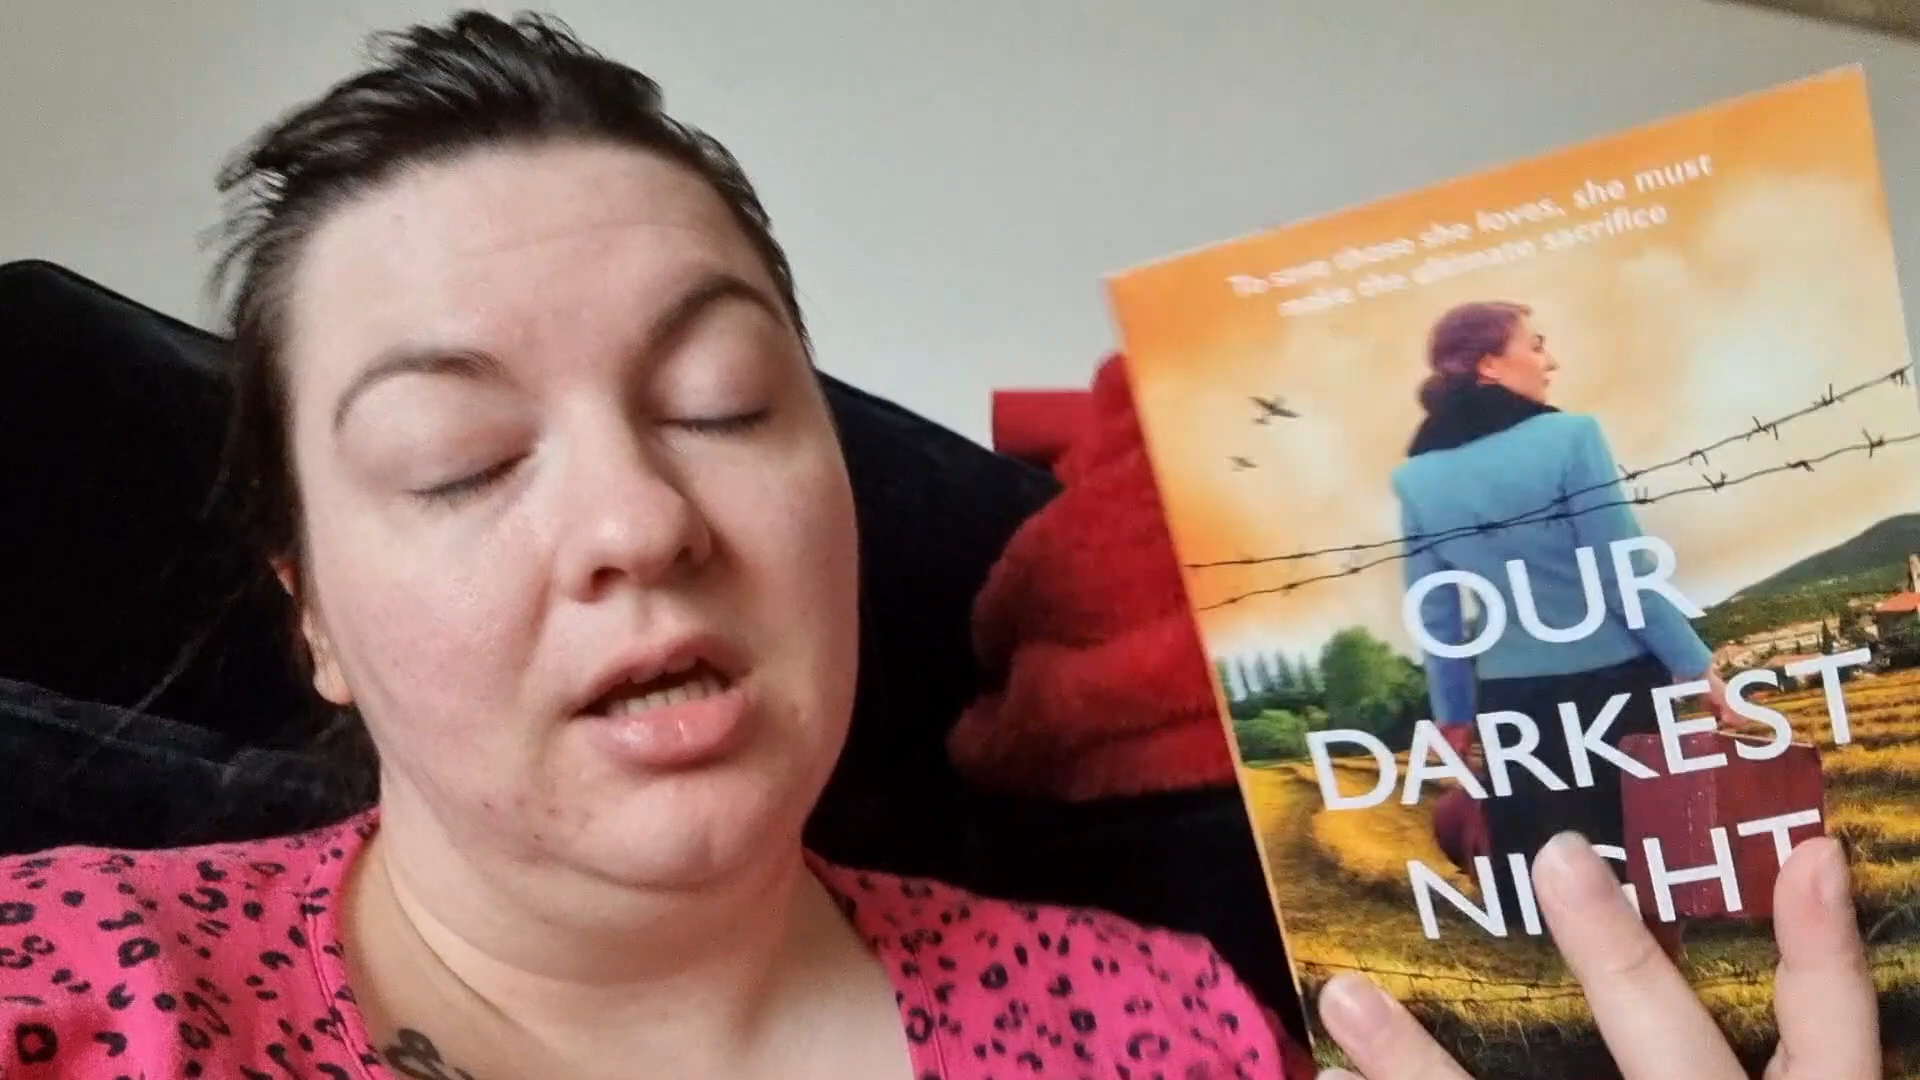 To save those she loves, she must
make the ultimate sacrifice
OUR
DARKEST
NIGHT